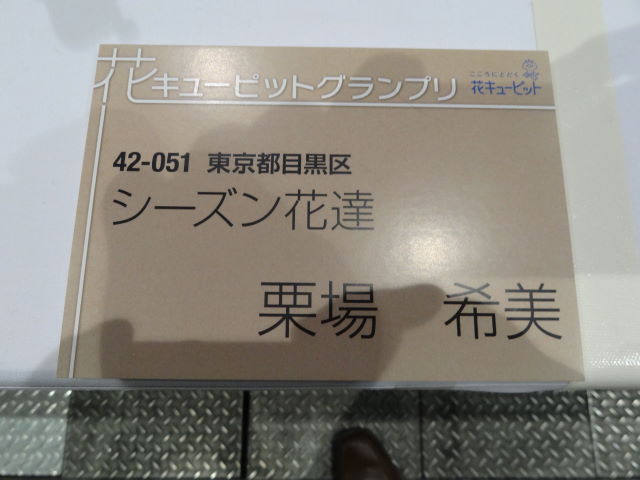 花キューピットグランプリ
こころにとどく
花キューピット
42-051 東京都目黒区
シーズン花達
栗場 希美